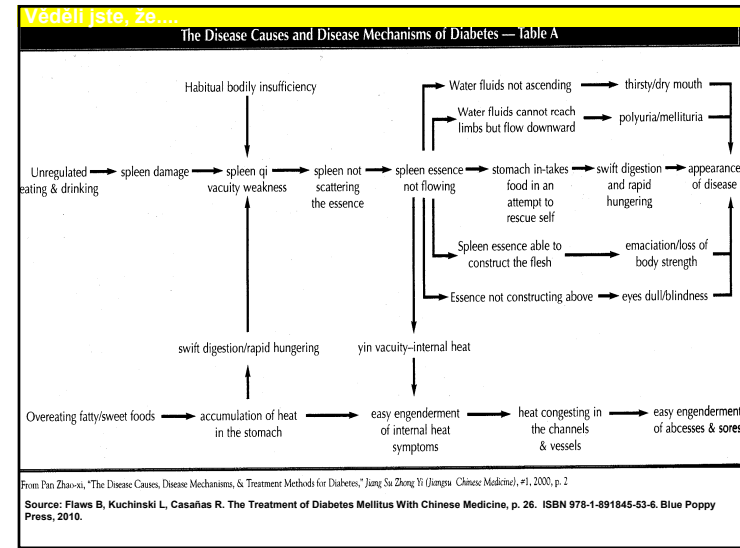 Věděli jste, že....
The Disease Causes and Disease Mechanisms of Diabetes — Table A
Habitual bodily insufficiency
Water fluids not ascending
thirsty/dry mouth
Water fluids cannot reach
limbs but flow downward
polyuria/mellituria
Unregulated
eating & drinking
spleen damage
spleen qi
vacuity weakness
spleen not
scattering
the essence
spleen essence
not flowing
stomach in-takes
food in an
attempt to
rescue self
swift digestion
and rapid
hungering
appearance
of disease
Spleen essence able to
construct the flesh
emaciation/loss of
body strength
Essence not constructing above
eyes dull/blindness
swift digestion/rapid hungering
yin vacuity–internal heat
Overeating fatty/sweet foods
accumulation of heat
in the stomach
easy engenderment
of internal heat
symptoms
heat congesting in
the channels
& vessels
easy engenderment
of abcesses & sores
From Pan Zhao-xi, "The Disease Causes, Disease Mechanisms, & Treatment Methods for Diabetes," Jiang Su Zhong Yi (Jiangsu Chinese Medicine), #1, 2000, p. 2
Source: Flaws B, Kuchinski L, Casañas R. The Treatment of Diabetes Mellitus With Chinese Medicine, p. 26. ISBN 978-1-891845-53-6. Blue Poppy
Press, 2010.